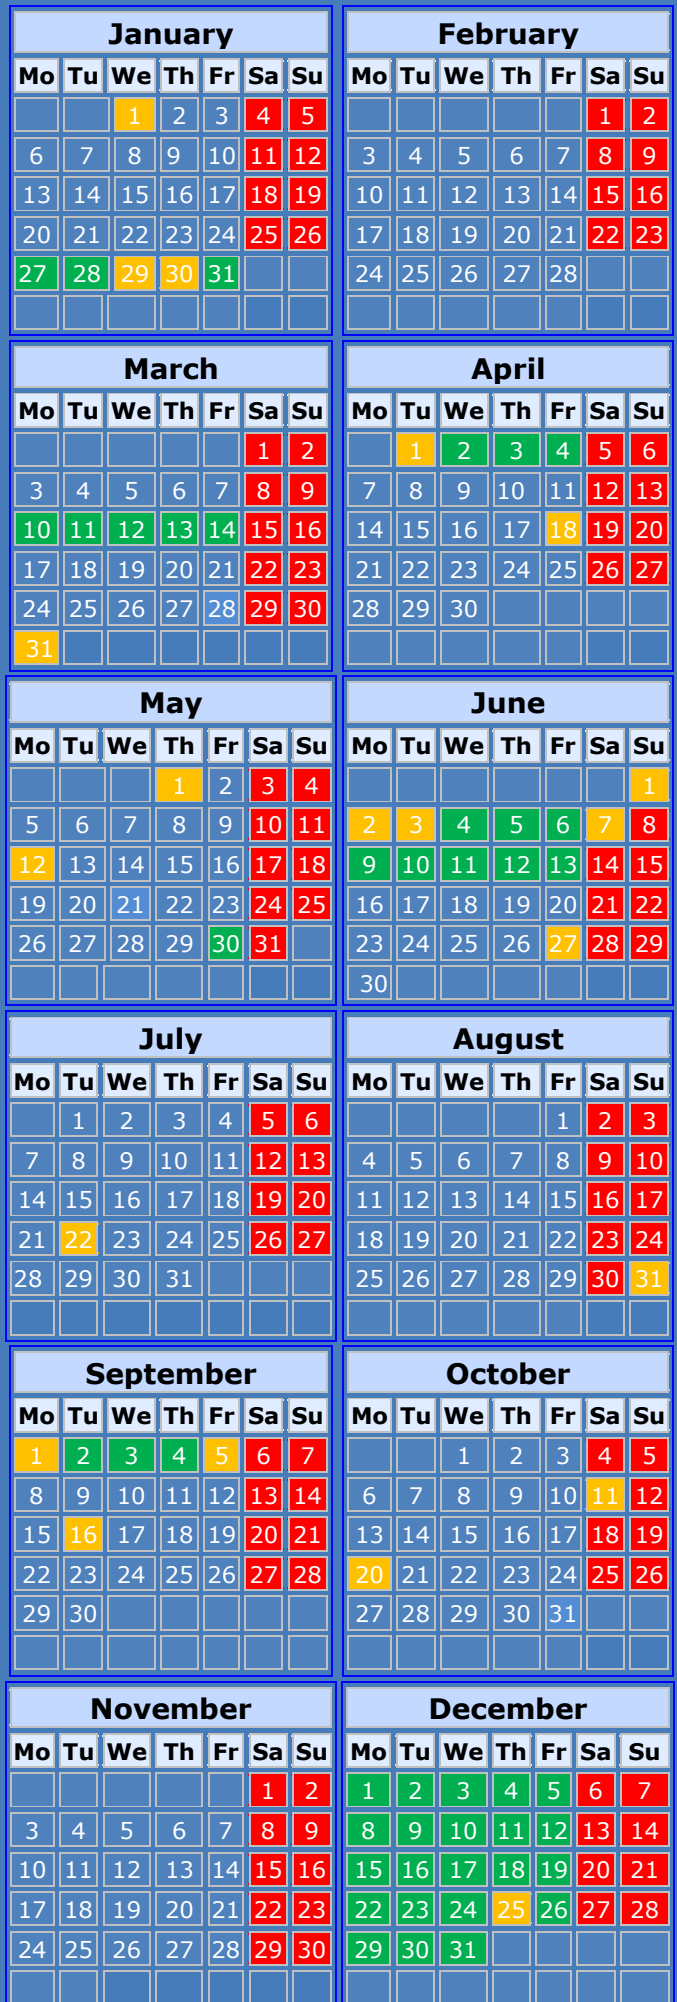 January
Mo Tu We Th Fr Sa Su
1 2 3 4 5
6 7 8 9 10 11 12
13 14 15 16 17 18 19
20 21 22 23 24 25 26
27 28 29 30 31
February
Mo Tu We Th Fr Sa Su
1 2
3 4 5 6 7 8 9
10 11 12 13 14 15 16
17 18 19 20 21 22 23
24 25 26 27 28
March
Mo Tu We Th Fr Sa Su
1 2
3 4 5 6 7 8 9
10 11 12 13 14 15 16
17 18 19 20 21 22 23
24 25 26 27 28 29 30
31
April
Mo Tu We Th Fr Sa Su
1 2 3 4 5 6
7 8 9 10 11 12 13
14 15 16 17 18 19 20
21 22 23 24 25 26 27
28 29 30
May
Mo Tu We Th Fr Sa Su
1 2 3 4
5 6 7 8 9 10 11
12 13 14 15 16 17 18
19 20 21 22 23 24 25
26 27 28 29 30 31
June
Mo Tu We Th Fr Sa Su
1
2 3 4 5 6 7 8
9 10 11 12 13 14 15
16 17 18 19 20 21 22
23 24 25 26 27 28 29
30
July
Mo Tu We Th Fr Sa Su
1 2 3 4 5 6
7 8 9 10 11 12 13
14 15 16 17 18 19 20
21 22 23 24 25 26 27
28 29 30 31
August
Mo Tu We Th Fr Sa Su
1 2 3
4 5 6 7 8 9 10
11 12 13 14 15 16 17
18 19 20 21 22 23 24
25 26 27 28 29 30 31
September
Mo Tu We Th Fr Sa Su
1 2 3 4 5 6 7
8 9 10 11 12 13 14
15 16 17 18 19 20 21
22 23 24 25 26 27 28
29 30
October
Mo Tu We Th Fr Sa Su
1 2 3 4 5
6 7 8 9 10 11 12
13 14 15 16 17 18 19
20 21 22 23 24 25 26
27 28 29 30 31
November
Mo Tu We Th Fr Sa Su
1 2
3 4 5 6 7 8 9
10 11 12 13 14 15 16
17 18 19 20 21 22 23
24 25 26 27 28 29 30
December
Mo Tu We Th Fr Sa Su
1 2 3 4 5 6 7
8 9 10 11 12 13 14
15 16 17 18 19 20 21
22 23 24 25 26 27 28
29 30 31